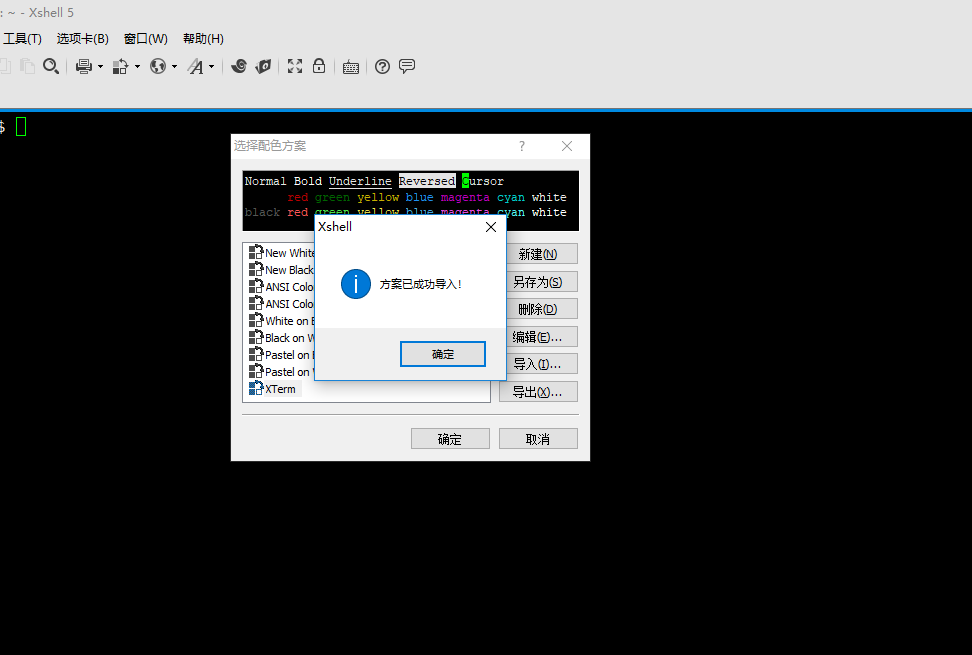 : ~ - Xshell 5
工具(T) 选项卡(B) 窗口(W) 帮助(H)
$
选择配色方案
Normal Bold Underline Reversed Cursor
red green yellow blue magenta cyan white
black red green yellow blue magenta cyan white
Xshell
方案已成功导入!
确定
New White
New Black
ANSI Colo
ANSI Colo
White on B
Black on W
Pastel on
Pastel on
XTerm
新建(N)
另存为(S)
删除(D)
编辑(E)...
导入(I)...
导出(X)...
确定 取消